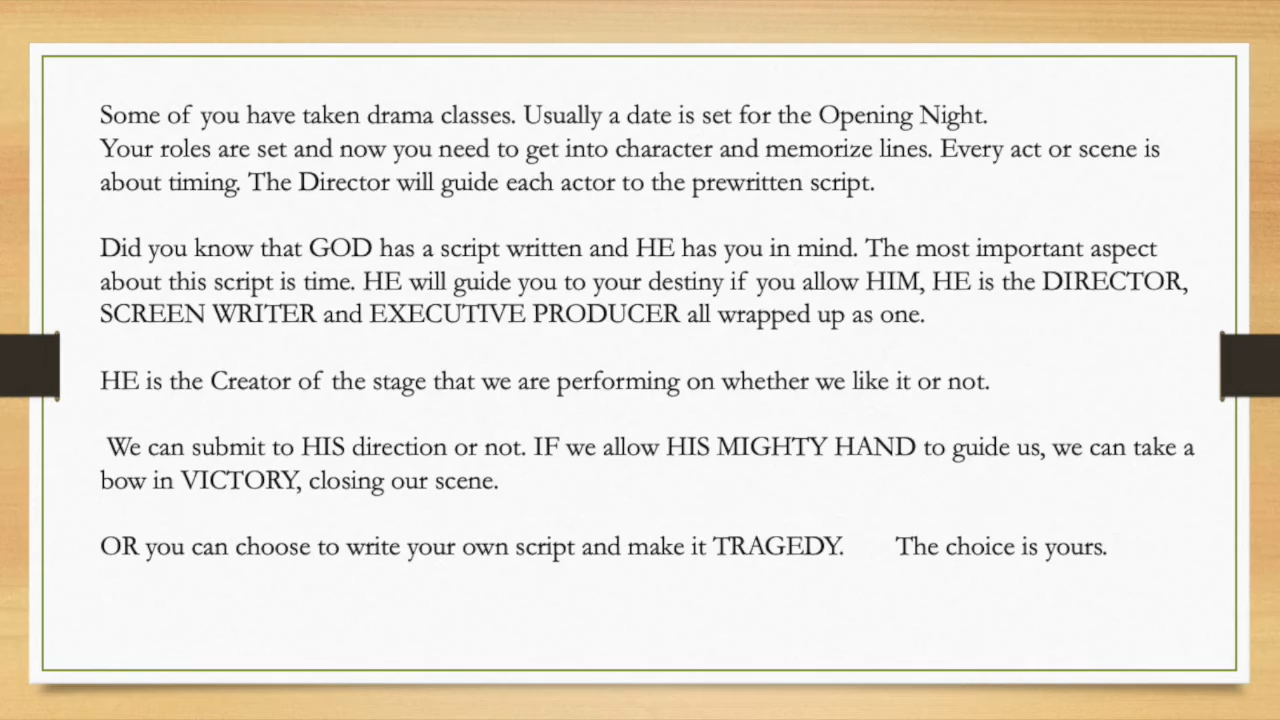 Some of you have taken drama classes. Usually a date is set for the Opening Night.
Your roles are set and now you need to get into character and memorize lines. Every act or scene is
about timing. The Director will guide each actor to the prewritten script.
Did you know that GOD has a script written and HE has you in mind. The most important aspect
about this script is time. HE will guide you to your destiny if you allow HIM, HE is the DIRECTOR,
SCREEN WRITER and EXECUTIVE PRODUCER all wrapped up as one.
HE is the Creator of the stage that we are performing on whether we like it or not.
We can submit to HIS direction or not. IF we allow HIS MIGHTY HAND to guide us, we can take a
bow in VICTORY, closing our scene.
OR you can choose to write your own script and make it TRAGEDY. The choice is yours.